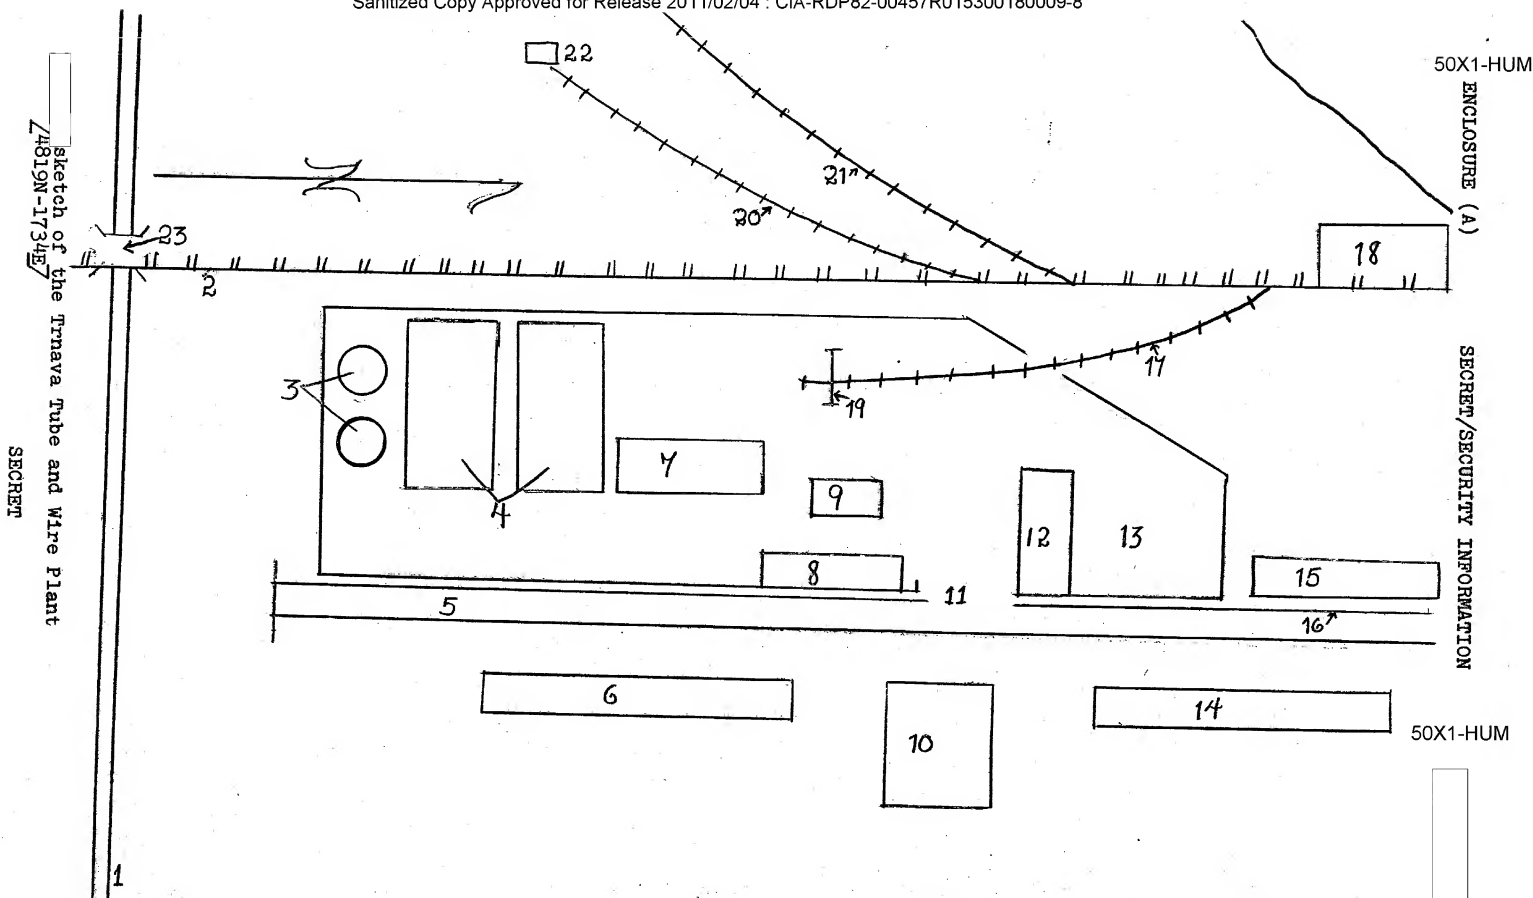 Sanitized Copy Approved for Release 2011/02/04 : CIA-RDP82-00457R015300180009-8
50X1-HUM
ENCLOSURE (A)
22
21
20
23
18
2
17
3
19
7
4
9
12
13
8
15
11
5
16
6
14
10
1
SECRET/SECURITY INFORMATION
50X1-HUM
sketch of the Trnava Tube and Wire Plant
/4819N-1734E/
SECRET